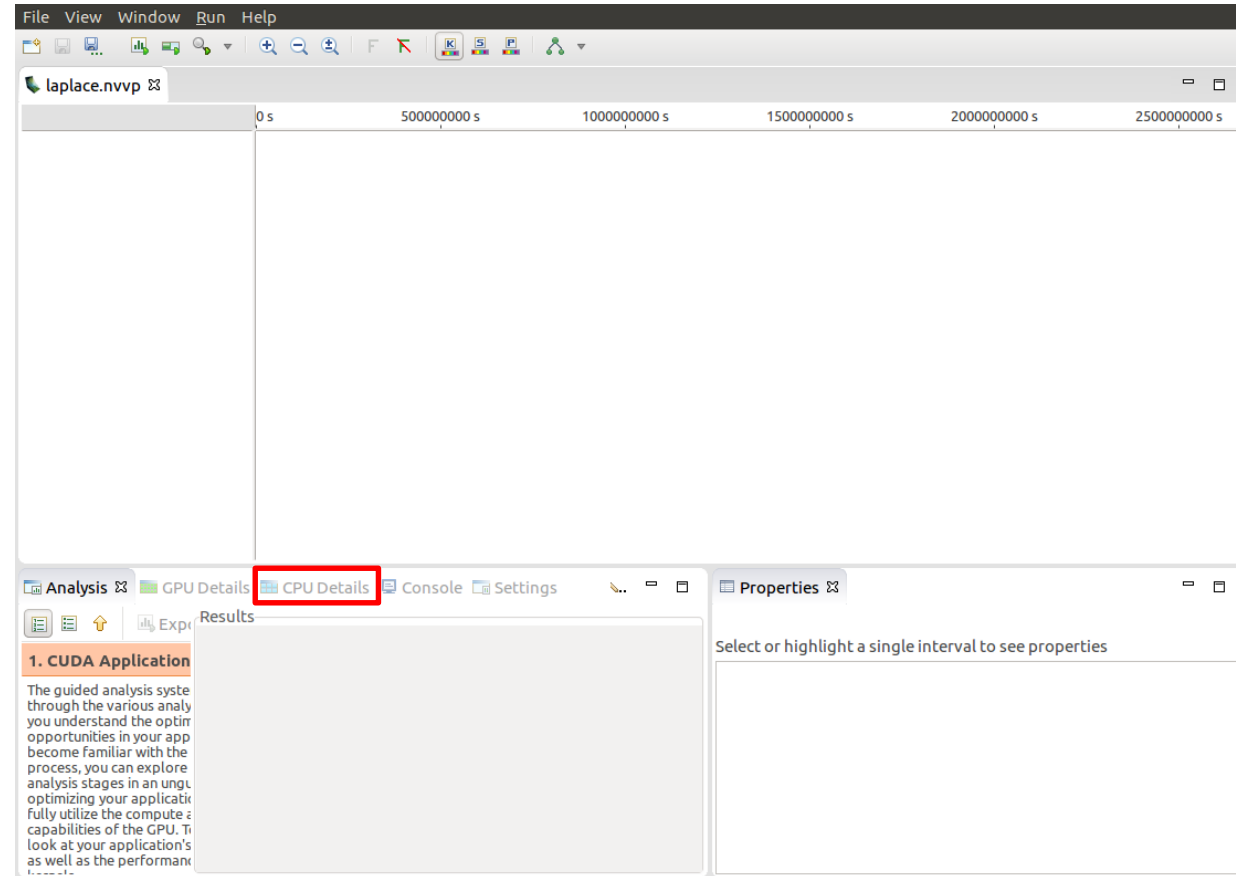 File View Window Run Help
F K S P
laplace.nvvp
0 s 500000000 s 1000000000 s 1500000000 s 2000000000 s 2500000000 s
Analysis GPU Details CPU Details Console Settings
Properties
Expo
Results
1. CUDA Application
The guided analysis syste
through the various analy
you understand the optim
opportunities in your app
become familiar with the
process, you can explore
analysis stages in an ungu
optimizing your applicatio
fully utilize the compute a
capabilities of the GPU. T
look at your application's
as well as the performanc
Select or highlight a single interval to see properties